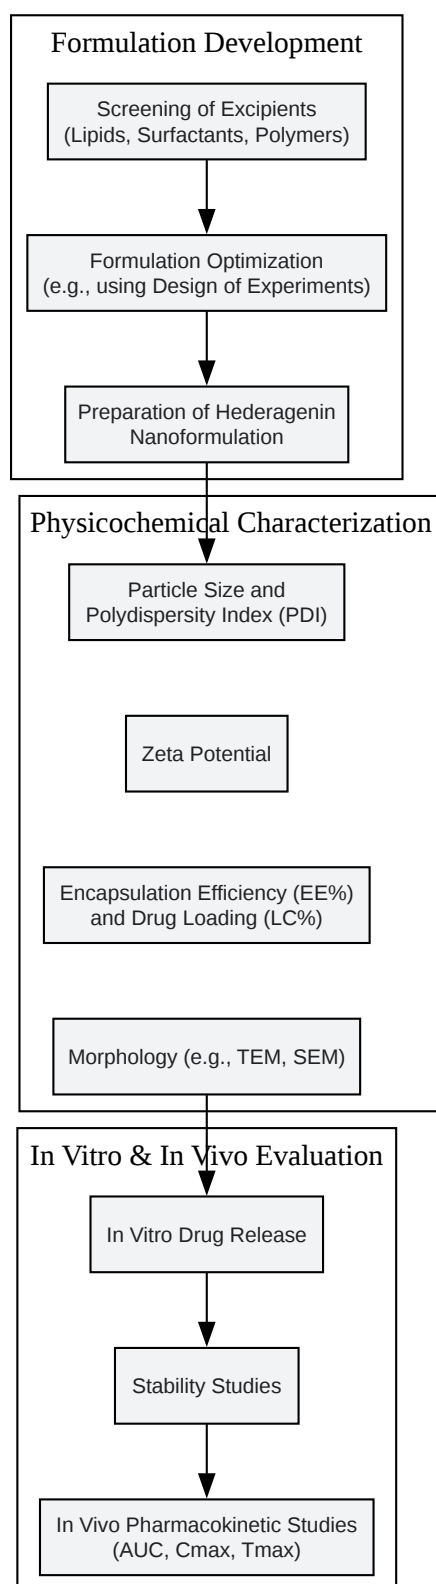 Formulation Development
Screening of Excipients
(Lipids, Surfactants, Polymers)
Formulation Optimization
(e.g., using Design of Experiments)
Preparation of Hederagenin
Nanoformulation
Physicochemical Characterization
Particle Size and
Polydispersity Index (PDI)
Zeta Potential
Encapsulation Efficiency (EE%)
and Drug Loading (LC%)
Morphology (e.g., TEM, SEM)
In Vitro & In Vivo Evaluation
In Vitro Drug Release
Stability Studies
In Vivo Pharmacokinetic Studies
(AUC, Cmax, Tmax)